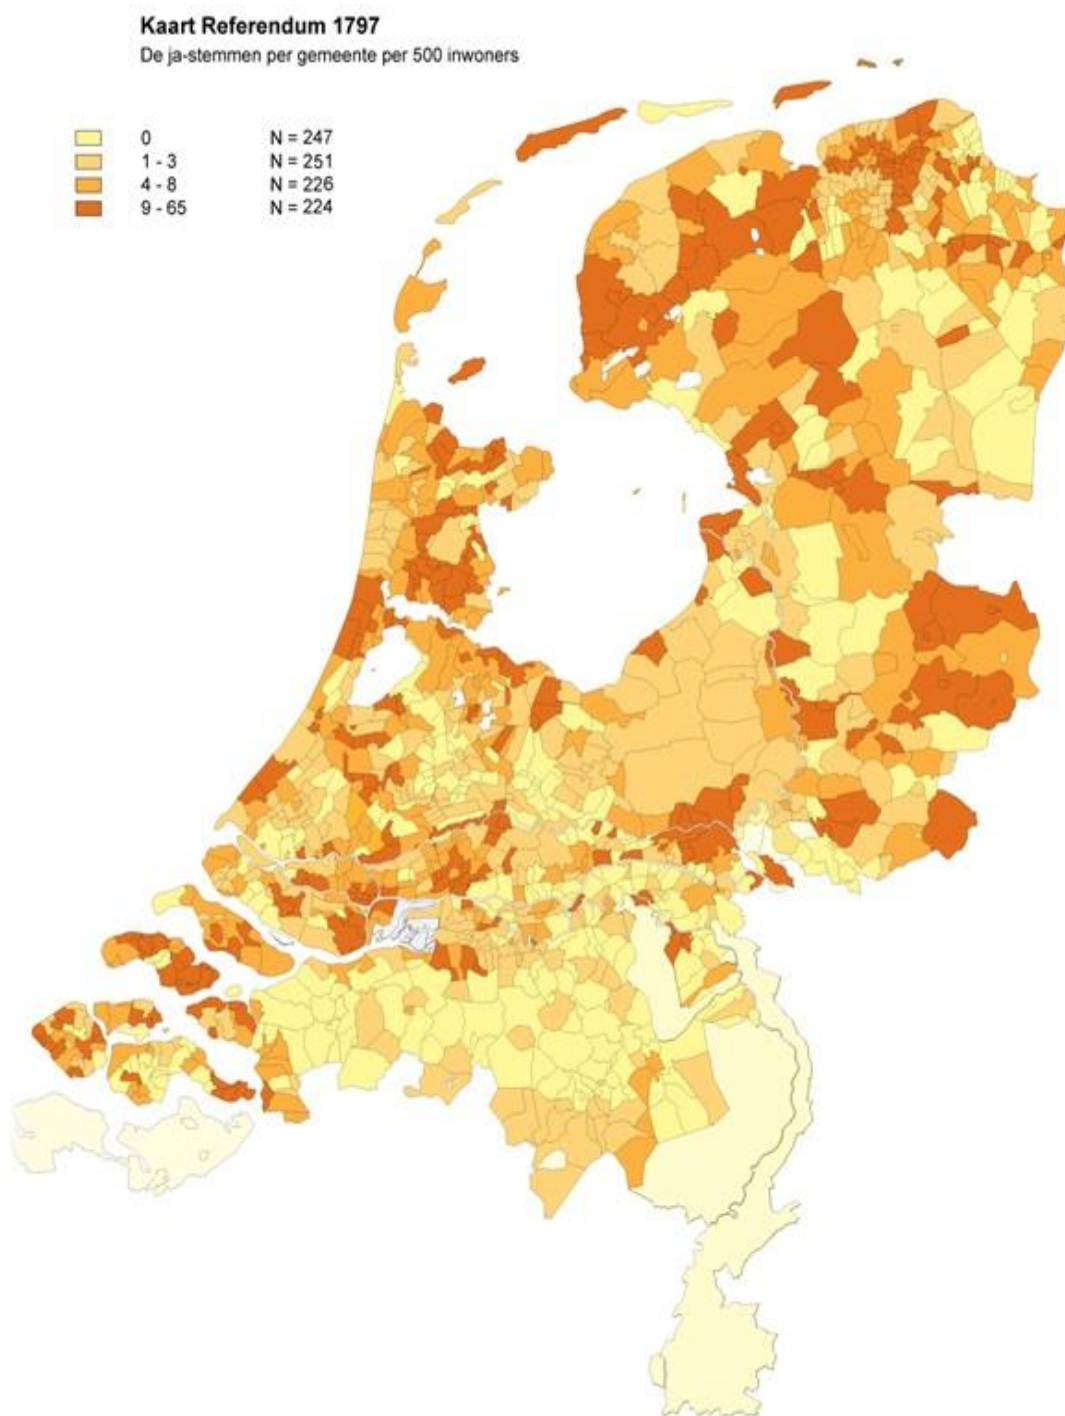 Kaart Referendum 1797
De ja-stemmen per gemeente per 500 inwoners
0 N = 247
1 - 3 N = 251
4 - 8 N = 226
9 - 65 N = 224